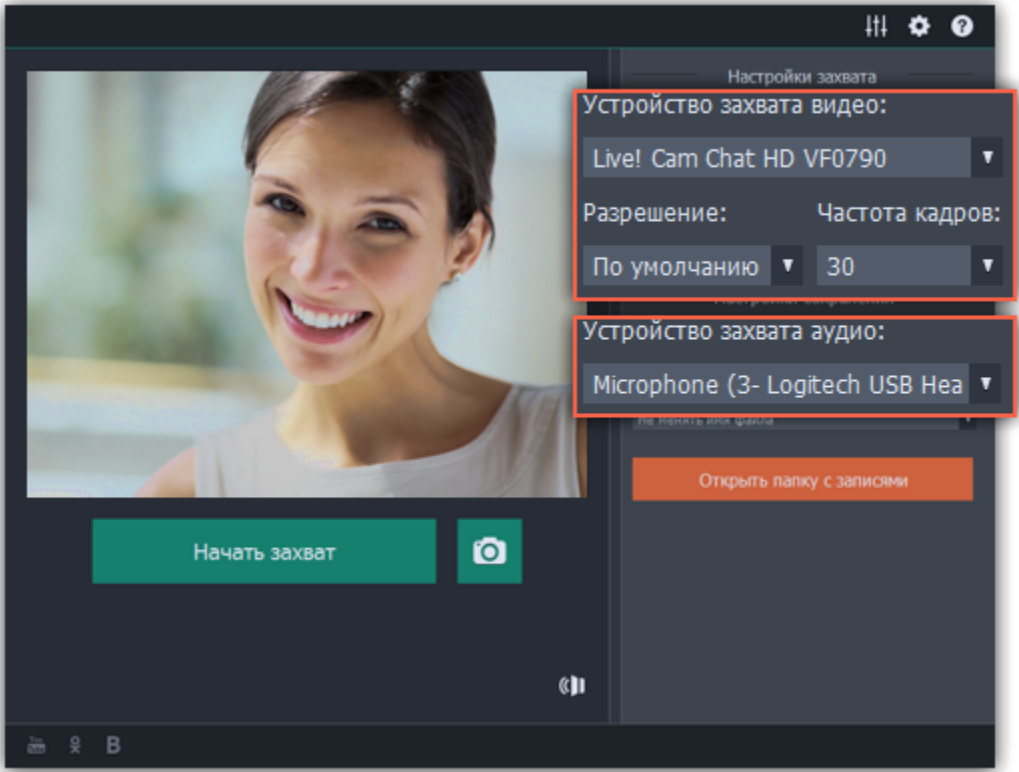 Настройки захвата
Устройство захвата видео:
Live! Cam Chat HD VF0790
Разрешение: Частота кадров:
По умолчанию 30
Устройство захвата аудио:
Microphone (3- Logitech USB Hea
Не менять имя файла
Открыть папку с записями
Начать захват
You
B